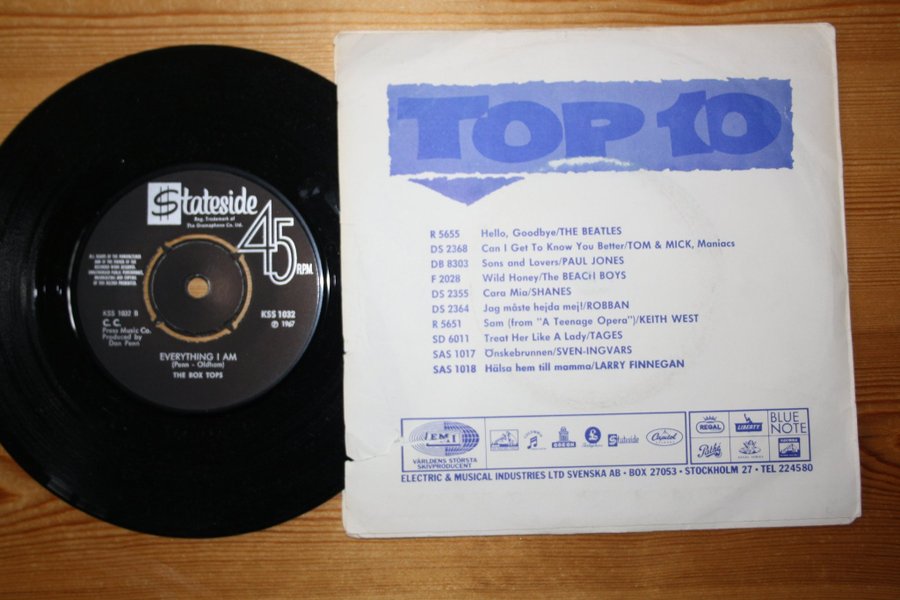 $tateside
Reg. Trademark of
The Gramophone Co. Ltd.
45
R.P.M.
KSS 1032 B
KSS 1032
℗ 1967
C. C.
Press Music Co.
Produced by
Dan Penn
EVERYTHING I AM
(Penn - Oldham)
THE BOX TOPS
TOP 10
R 5655 Hello, Goodbye/THE BEATLES
DS 2368 Can I Get To Know You Better/TOM & MICK, Maniacs
DB 8303 Sons and Lovers/PAUL JONES
F 2028 Wild Honey/The BEACH BOYS
DS 2355 Cara Mia/SHANES
DS 2364 Jag måste hejda mej!/ROBBAN
R 5651 Sam (from "A Teenage Opera")/KEITH WEST
SD 6011 Treat Her Like A Lady/TAGES
SAS 1017 Önskebrunnen/SVEN-INGVARS
SAS 1018 Hälsa hem till mamma/LARRY FINNEGAN
EMI
VÄRLDENS STÖRSTA
SKIVPRODUCENT
COLUMBIA
ODEON
Parlophone
Stateside
Capitol
REGAL
LIBERTY
BLUE
NOTE
Pathé
ELECTRIC & MUSICAL INDUSTRIES LTD SVENSKA AB • BOX 27053 • STOCKHOLM 27 • TEL 224580